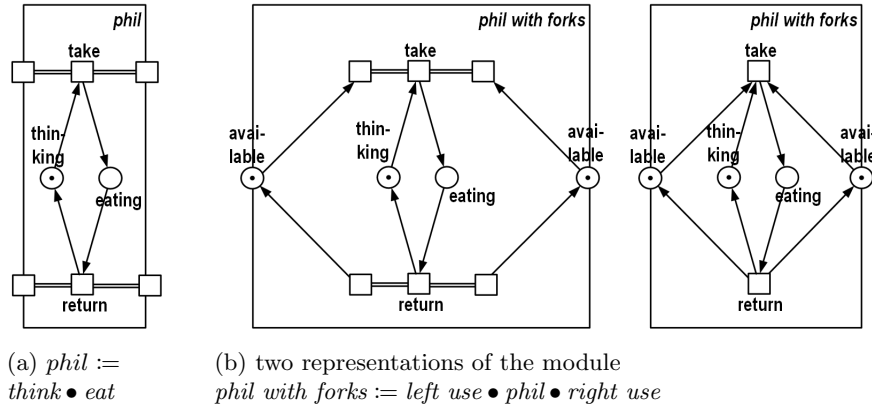 phil
take
thin-
king
eating
return
phil with forks
take
avai-
lable
thin-
king
avai-
lable
eating
return
phil with forks
take
avai-
lable
thin-
king
avai-
lable
eating
return
(a) phil :=
think • eat
(b) two representations of the module
phil with forks := left use • phil • right use